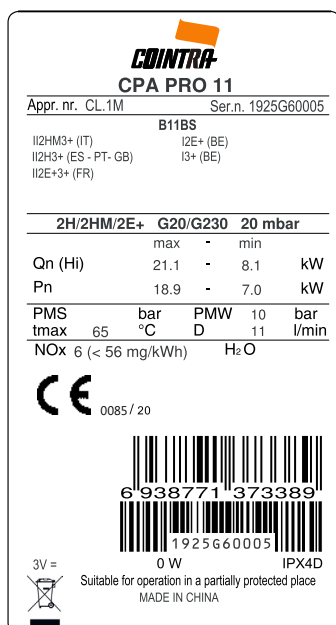 COINTRA
CPA PRO 11
Appr. nr. CL.1M Ser.n. 1925G60005
B11BS
II2HM3+ (IT) I2E+ (BE)
II2H3+ (ES - PT- GB) I3+ (BE)
II2E+3+ (FR)
2H/2HM/2E+ G20/G230 20 mbar
max - min
Qn (Hi) 21.1 - 8.1 kW
Pn 18.9 - 7.0 kW
PMS bar PMW 10 bar
tmax 65 °C D 11 l/min
NOx 6 (< 56 mg/kWh) H₂O
CE 0085 / 20
6 938771 373389
1925G60005
3V = 0 W IPX4D
Suitable for operation in a partially protected place
MADE IN CHINA